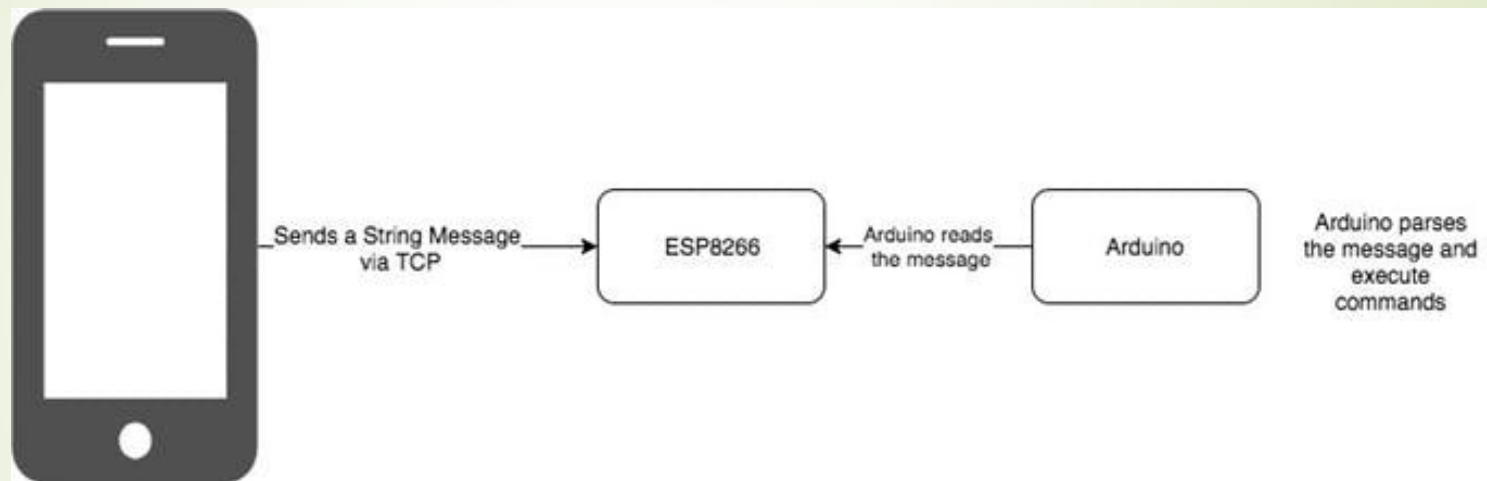 Sends a String Message
via TCP
ESP8266
Arduino reads
the message
Arduino
Arduino parses
the message and
execute
commands